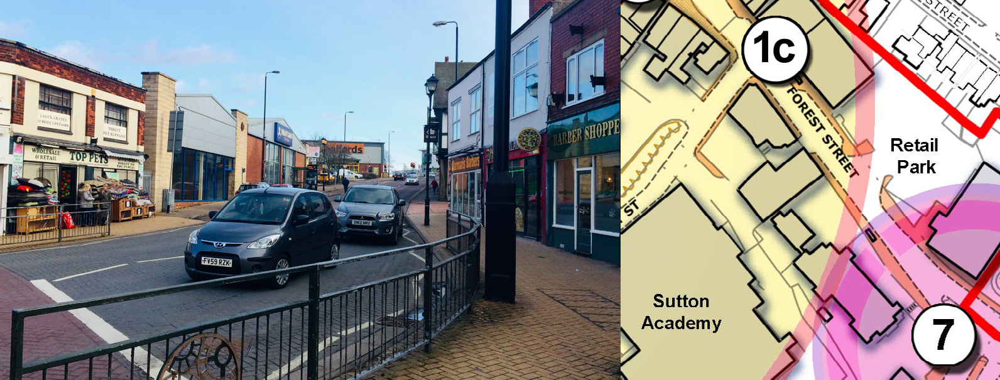 CAGES, CRATES
& BEDS UPSTAIRS
DIRECT
PET SUPPLIES
WHOLESALE
& RETAIL
TOP PETS
DIRECT TO
THE PUBLIC
Halfords
FV59 RZK
DN13 NRU
BARBER SHOPPE
1c
STREET
FOREST STREET
Retail
Park
ST
Sutton
Academy
7